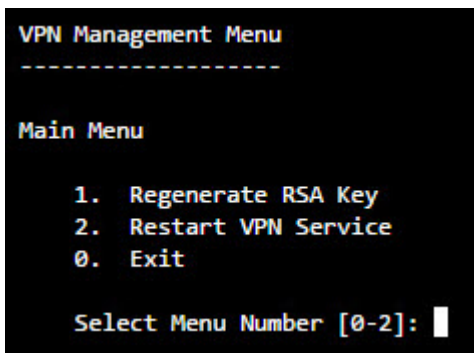 VPN Management Menu
-------------------
Main Menu
1. Regenerate RSA Key
2. Restart VPN Service
0. Exit
Select Menu Number [0-2]: